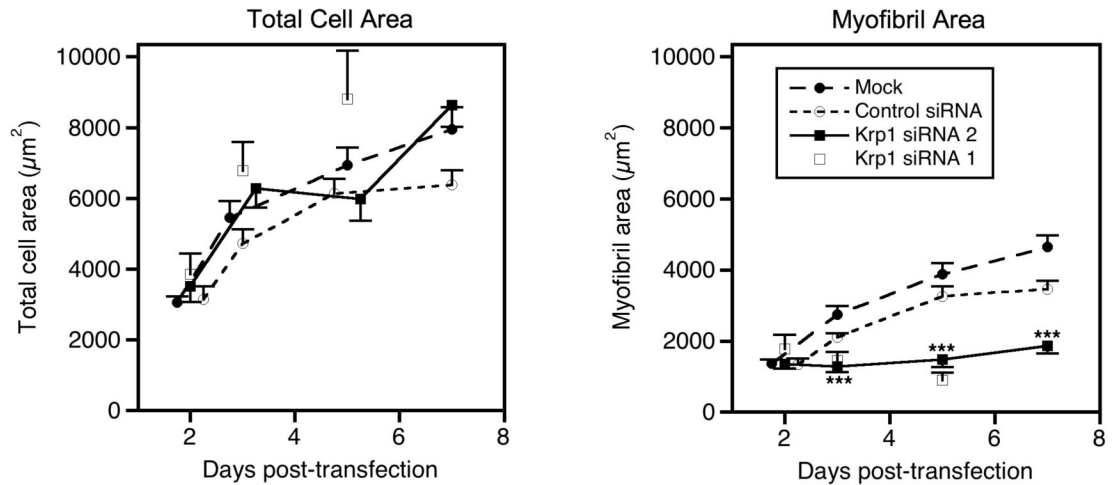 Total Cell Area
10000
8000
6000
4000
2000
0
2 4 6 8
Days post-transfection
Total cell area (µm²)
Myofibril Area
10000
8000
6000
4000
2000
0
2 4 6 8
Days post-transfection
Myofibril area (µm²)
Mock
Control siRNA
Krp1 siRNA 2
Krp1 siRNA 1
***
***
***